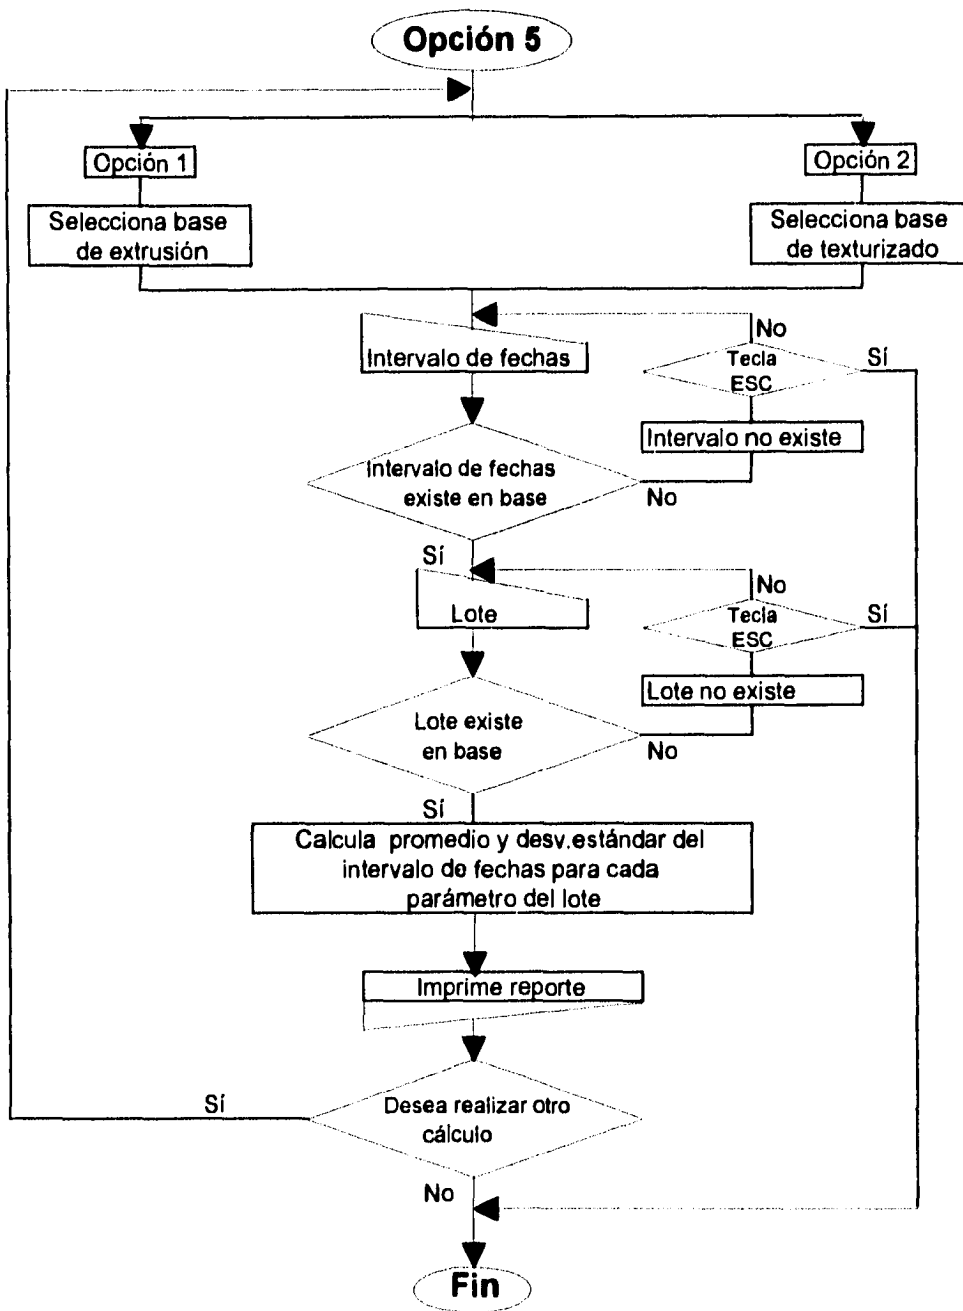 Opción 5
Opción 1
Opción 2
Selecciona base
de extrusión
Selecciona base
de texturizado
Intervalo de fechas
No
Tecla
ESC
Sí
Intervalo no existe
Intervalo de fechas
existe en base
No
Sí
Lote
No
Tecla
ESC
Sí
Lote no existe
Lote existe
en base
No
Sí
Calcula promedio y desv.estándar del
intervalo de fechas para cada
parámetro del lote
Imprime reporte
Desea realizar otro
cálculo
Sí
No
Fin